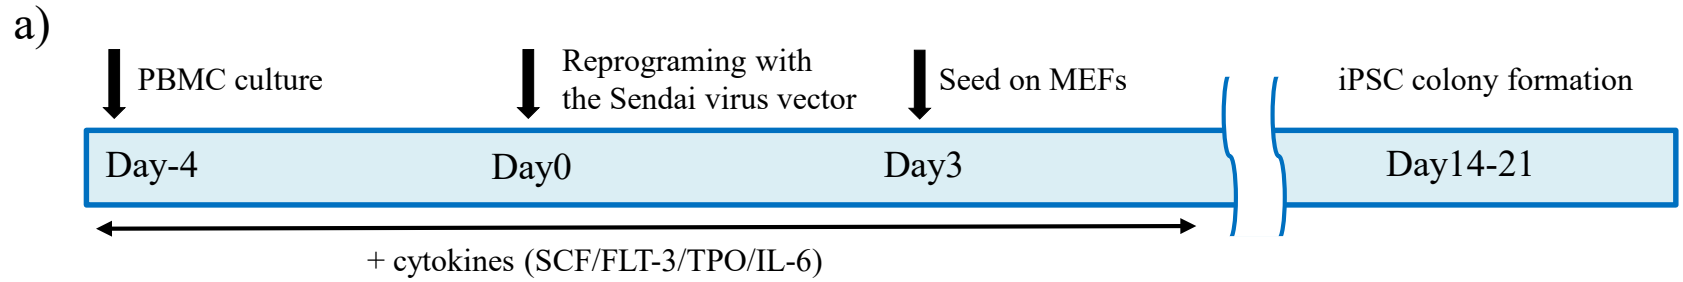 a)
PBMC culture
Reprograming with
the Sendai virus vector
Seed on MEFs
iPSC colony formation
Day-4
Day0
Day3
Day14-21
+ cytokines (SCF/FLT-3/TPO/IL-6)